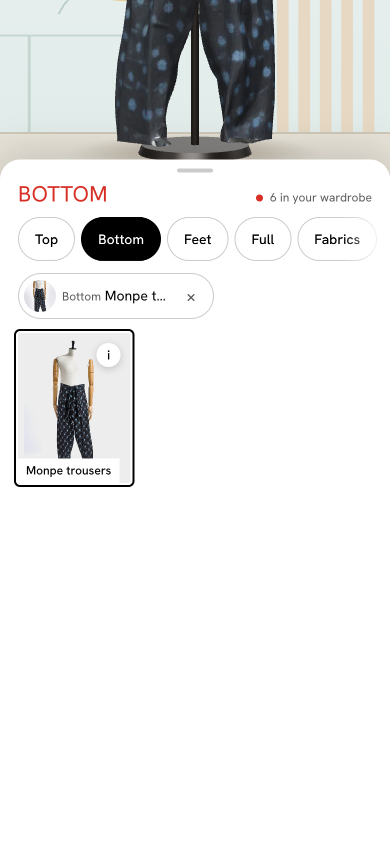 BOTTOM
6 in your wardrobe
Top
Bottom
Feet
Full
Fabrics
Bottom Monpe t...
×
i
Monpe trousers